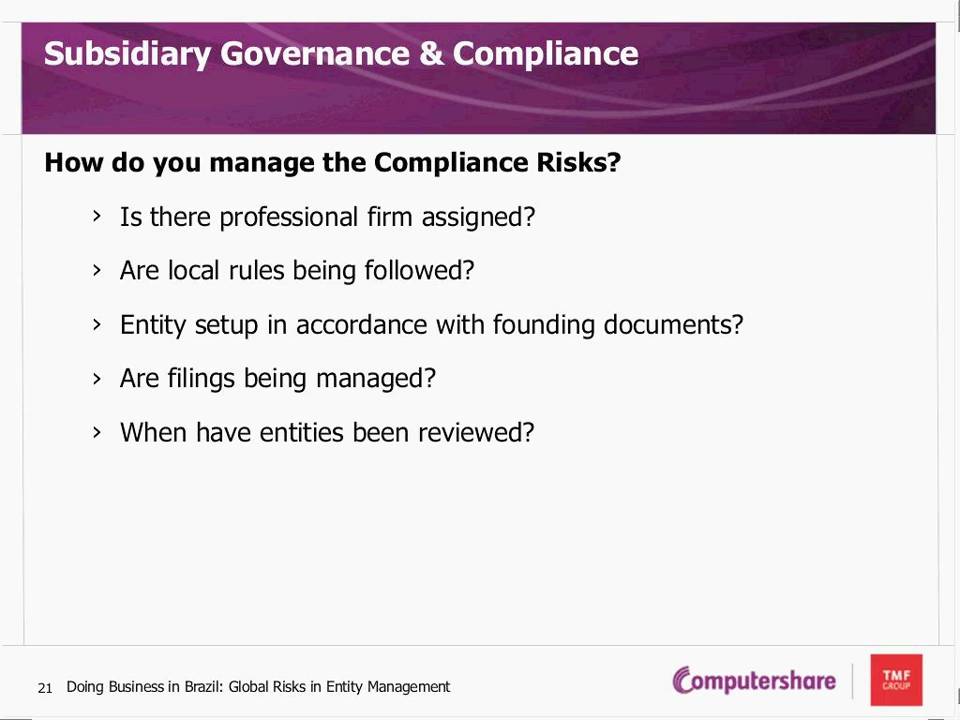 Subsidiary Governance & Compliance
How do you manage the Compliance Risks?
› Is there professional firm assigned?
› Are local rules being followed?
› Entity setup in accordance with founding documents?
› Are filings being managed?
› When have entities been reviewed?
21 Doing Business in Brazil: Global Risks in Entity Management
Computershare
TMF
GROUP